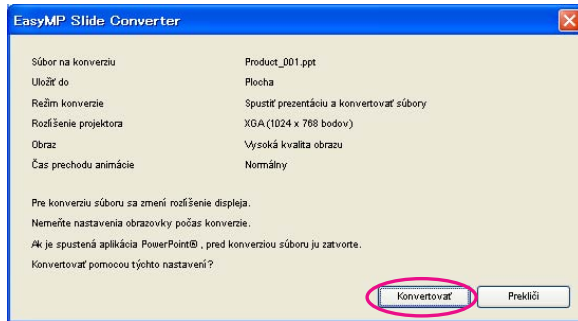 EasyMP Slide Converter
Súbor na konverziu Product_001.ppt
Uložiť do Plocha
Režim konverzie Spustiť prezentáciu a konvertovať súbory
Rozlíšenie projektora XGA(1024 x 768 bodov)
Obraz Vysoká kvalita obrazu
Čas prechodu animácie Normálny
Pre konverziu súboru sa zmení rozlíšenie displeja.
Nemeňte nastavenia obrazovky počas konverzie.
Ak je spustená aplikácia PowerPoint® , pred konverziou súboru ju zatvorte.
Konvertovať pomocou týchto nastavení?
Konvertovať Prekliči